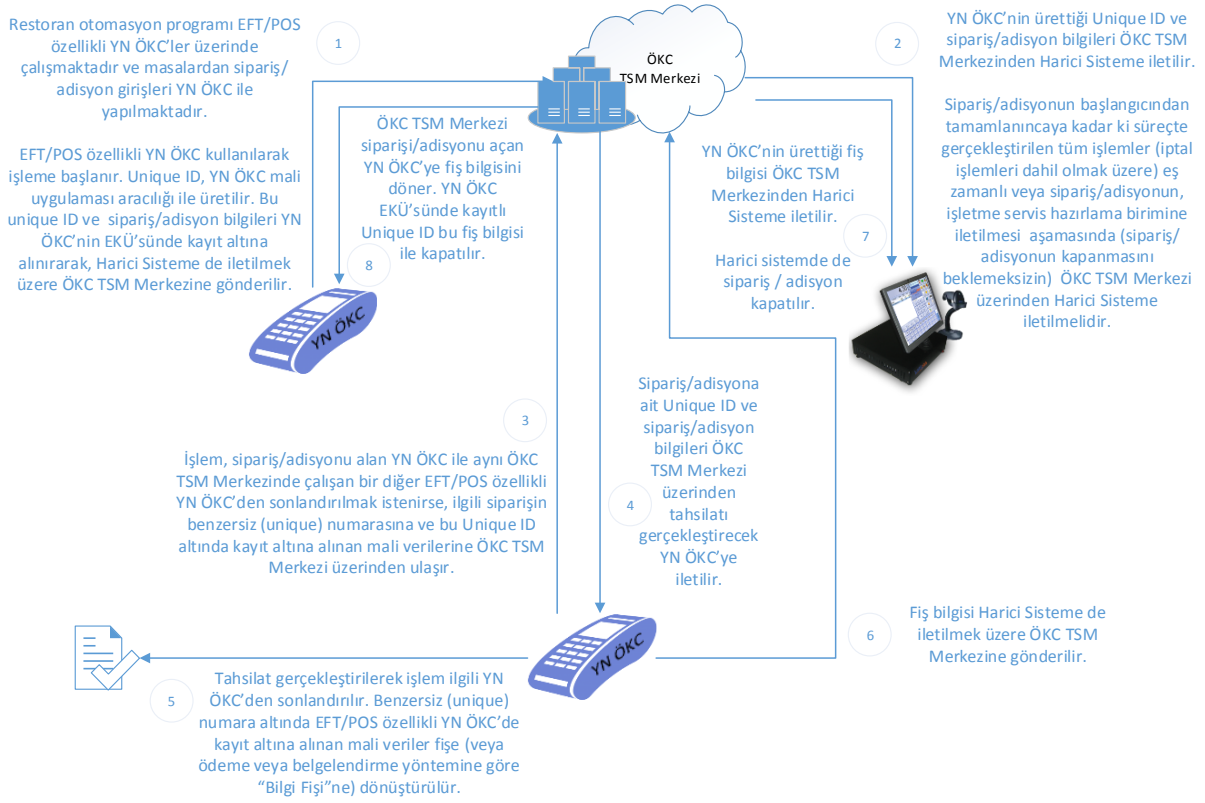 Restoran otomasyon programı EFT/POS
özellikli YN ÖKC’ler üzerinde
çalışmaktadır ve masalardan sipariş/
adisyon girişleri YN ÖKC ile
yapılmaktadır.
EFT/POS özellikli YN ÖKC kullanılarak
işleme başlanır. Unique ID, YN ÖKC mali
uygulaması aracılığı ile üretilir. Bu
unique ID ve sipariş/adisyon bilgileri YN
ÖKC’nin EKÜ’sünde kayıt altına
alınırarak, Harici Sisteme de iletilmek
üzere ÖKC TSM Merkezine gönderilir.
1
ÖKC
TSM Merkezi
2
YN ÖKC’nin ürettiği Unique ID ve
sipariş/adisyon bilgileri ÖKC TSM
Merkezinden Harici Sisteme iletilir.
Sipariş/adisyonun başlangıcından
tamamlanıncaya kadar ki süreçte
gerçekleştirilen tüm işlemler (iptal
işlemleri dahil olmak üzere) eş
zamanlı veya sipariş/adisyonun,
işletme servis hazırlama birimine
iletilmesi aşamasında (sipariş/
adisyonun kapanmasını
beklemeksizin) ÖKC TSM Merkezi
üzerinden Harici Sisteme
iletilmelidir.
ÖKC TSM Merkezi
siparişi/adisyonu açan
YN ÖKC’ye fiş bilgisini
döner. YN ÖKC
EKÜ’sünde kayıtlı
Unique ID bu fiş bilgisi
ile kapatılır.
8
YN ÖKC
YN ÖKC’nin ürettiği fiş
bilgisi ÖKC TSM
Merkezinden Harici
Sisteme iletilir.
7
Harici sistemde de
sipariş / adisyon
kapatılır.
3
İşlem, sipariş/adisyonu alan YN ÖKC ile aynı ÖKC
TSM Merkezinde çalışan bir diğer EFT/POS özellikli
YN ÖKC’den sonlandırılmak istenirse, ilgili siparişin
benzersiz (unique) numarasına ve bu Unique ID
altında kayıt altına alınan mali verilerine ÖKC TSM
Merkezi üzerinden ulaşır.
Sipariş/adisyona
ait Unique ID ve
sipariş/adisyon
bilgileri ÖKC
TSM Merkezi
üzerinden
tahsilatı
gerçekleştirecek
YN ÖKC’ye
iletilir.
4
YN ÖKC
5
Tahsilat gerçekleştirilerek işlem ilgili YN
ÖKC’den sonlandırılır. Benzersiz (unique)
numara altında EFT/POS özellikli YN ÖKC’de
kayıt altına alınan mali veriler fişe (veya
ödeme veya belgelendirme yöntemine göre
“Bilgi Fişi”ne) dönüştürülür.
6
Fiş bilgisi Harici Sisteme de
iletilmek üzere ÖKC TSM
Merkezine gönderilir.